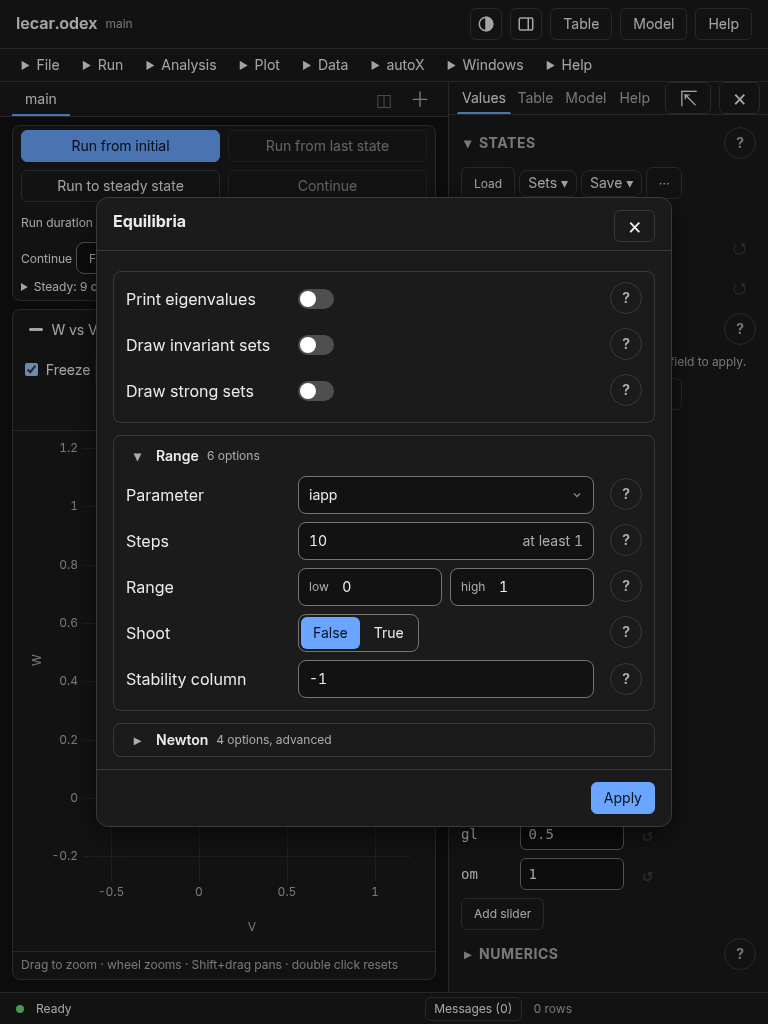 lecar.odex main
Table Model Help
File Run Analysis Plot Data autoX Windows Help
main
Values Table Model Help
Run from initial Run from last state
Run to steady state Continue
Run duration
Continue F
Steady: 9
W vs V
Freeze
STATES ?
Load Sets ▾ Save ▾ ...
?
field to apply.
Equilibria
Print eigenvalues ?
Draw invariant sets ?
Draw strong sets ?
Range 6 options
Parameter iapp ?
Steps 10 at least 1 ?
Range low 0 high 1 ?
Shoot False True ?
Stability column -1 ?
Newton 4 options, advanced
Apply
1.2
1
0.8
0.6
W
0.4
0.2
0
-0.2
-0.5 0 0.5 1
V
Drag to zoom · wheel zooms · Shift+drag pans · double click resets
gl 0.5
om 1
Add slider
NUMERICS ?
Ready
Messages (0) 0 rows